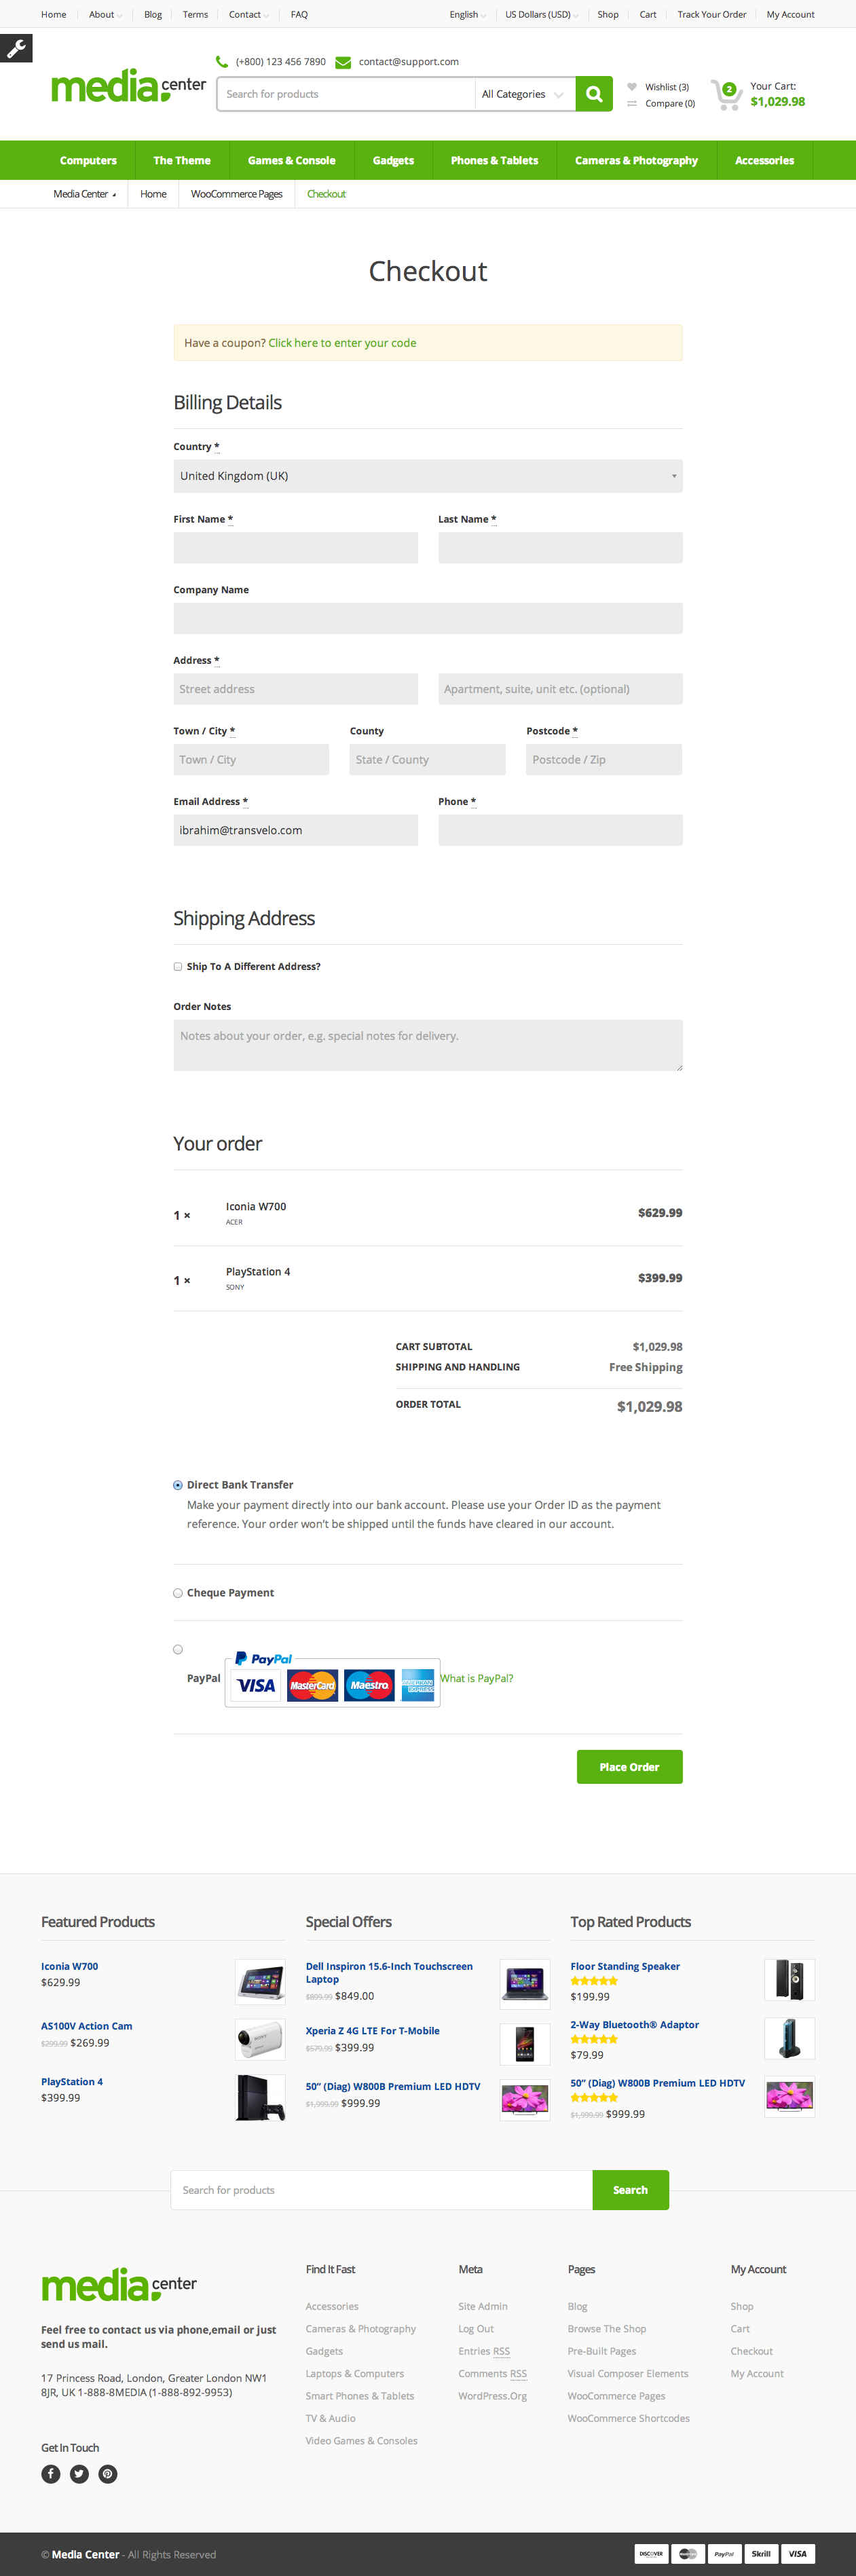 Home About Blog Terms Contact FAQ English US Dollars (USD) Shop Cart Track Your Order My Account
(+800) 123 456 7890 contact@support.com
media center
Search for products All Categories
Wishlist (3)
Compare (0)
2
Your Cart:
$1,029.98
Computers The Theme Games & Console Gadgets Phones & Tablets Cameras & Photography Accessories
Media Center Home WooCommerce Pages Checkout
Checkout
Have a coupon? Click here to enter your code
Billing Details
Country *
United Kingdom (UK)
First Name * Last Name *
Company Name
Address *
Street address Apartment, suite, unit etc. (optional)
Town / City * County Postcode *
Town / City State / County Postcode / Zip
Email Address * Phone *
ibrahim@transvelo.com
Shipping Address
Ship To A Different Address?
Order Notes
Notes about your order, e.g. special notes for delivery.
Your order
1 × Iconia W700 $629.99
ACER
1 × PlayStation 4 $399.99
SONY
CART SUBTOTAL $1,029.98
SHIPPING AND HANDLING Free Shipping
ORDER TOTAL $1,029.98
Direct Bank Transfer
Make your payment directly into our bank account. Please use your Order ID as the payment
reference. Your order won't be shipped until the funds have cleared in our account.
Cheque Payment
PayPal
PayPal VISA MasterCard Maestro AMERICAN EXPRESS What is PayPal?
Place Order
Featured Products
Iconia W700
$629.99
AS100V Action Cam
$299.99 $269.99
PlayStation 4
$399.99
Special Offers
Dell Inspiron 15.6-Inch Touchscreen
Laptop
$899.99 $849.00
Xperia Z 4G LTE For T-Mobile
$579.99 $399.99
50" (Diag) W800B Premium LED HDTV
$1,999.99 $999.99
Top Rated Products
Floor Standing Speaker
$199.99
2-Way Bluetooth® Adaptor
$79.99
50" (Diag) W800B Premium LED HDTV
$1,999.99 $999.99
Search for products Search
media center
Feel free to contact us via phone,email or just
send us mail.
17 Princess Road, London, Greater London NW1
8JR, UK 1-888-8MEDIA (1-888-892-9953)
Get In Touch
Find It Fast
Accessories
Cameras & Photography
Gadgets
Laptops & Computers
Smart Phones & Tablets
TV & Audio
Video Games & Consoles
Meta
Site Admin
Log Out
Entries RSS
Comments RSS
WordPress.Org
Pages
Blog
Browse The Shop
Pre-Built Pages
Visual Composer Elements
WooCommerce Pages
WooCommerce Shortcodes
My Account
Shop
Cart
Checkout
My Account
© Media Center - All Rights Reserved
DISCOVER MasterCard PayPal Skrill VISA